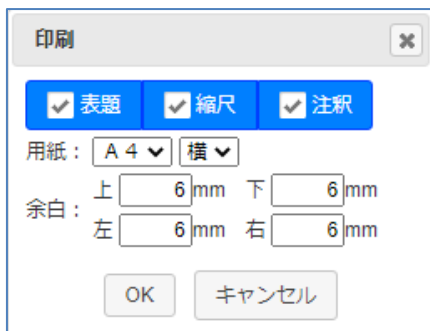 印刷
表題 縮尺 注釈
用紙： Ａ４ 横
余白： 上 6 mm 下 6 mm
左 6 mm 右 6 mm
OK キャンセル